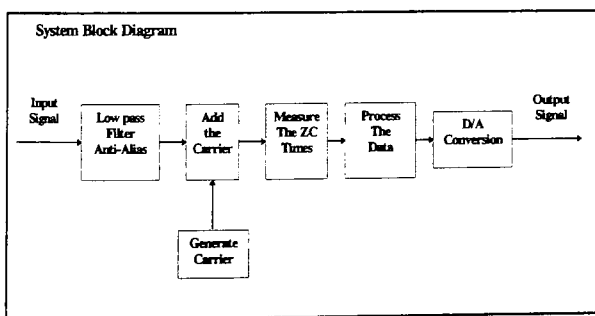 System Block Diagram
Input
Signal
Low pass
Filter
Anti-Alias
Add
the
Carrier
Measure
The ZC
Times
Process
The
Data
D/A
Conversion
Output
Signal
Generate
Carrier